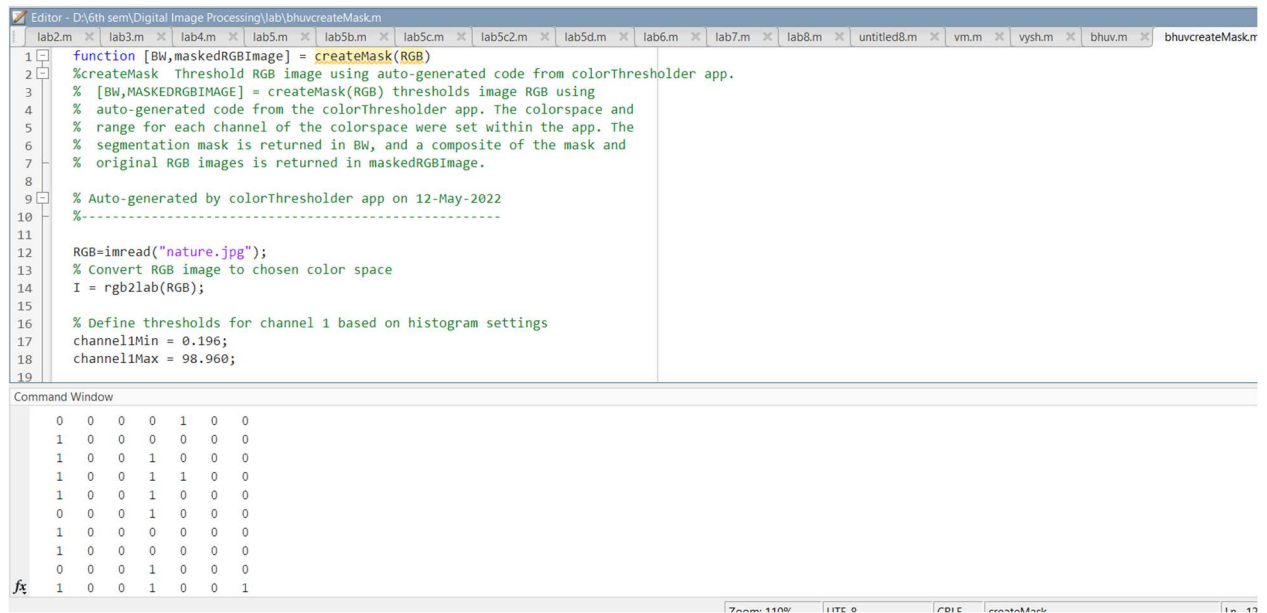 Editor - D:\6th sem\Digital Image Processing\lab\bhuvcreateMask.m
lab2.m lab3.m lab4.m lab5.m lab5b.m lab5c.m lab5c2.m lab5d.m lab6.m lab7.m lab8.m untitled8.m vm.m vysh.m bhuv.m bhuvcreateMask.m
1 function [BW,maskedRGBImage] = createMask(RGB)
2 %createMask  Threshold RGB image using auto-generated code from colorThresholder app.
3 %  [BW,MASKEDRGBIMAGE] = createMask(RGB) thresholds image RGB using
4 %  auto-generated code from the colorThresholder app. The colorspace and
5 %  range for each channel of the colorspace were set within the app. The
6 %  segmentation mask is returned in BW, and a composite of the mask and
7 %  original RGB images is returned in maskedRGBImage.
8
9 % Auto-generated by colorThresholder app on 12-May-2022
10 %------------------------------------------------------
11
12 RGB=imread("nature.jpg");
13 % Convert RGB image to chosen color space
14 I = rgb2lab(RGB);
15
16 % Define thresholds for channel 1 based on histogram settings
17 channel1Min = 0.196;
18 channel1Max = 98.960;
19
Command Window
0 0 0 0 1 0 0
1 0 0 0 0 0 0
1 0 0 1 0 0 0
1 0 0 1 1 0 0
1 0 0 1 0 0 0
0 0 0 1 0 0 0
1 0 0 0 0 0 0
1 0 0 0 0 0 0
0 0 0 1 0 0 0
fx 1 0 0 1 0 0 1
Zoom: 110% UTF-8 CRLF createMask Ln 12